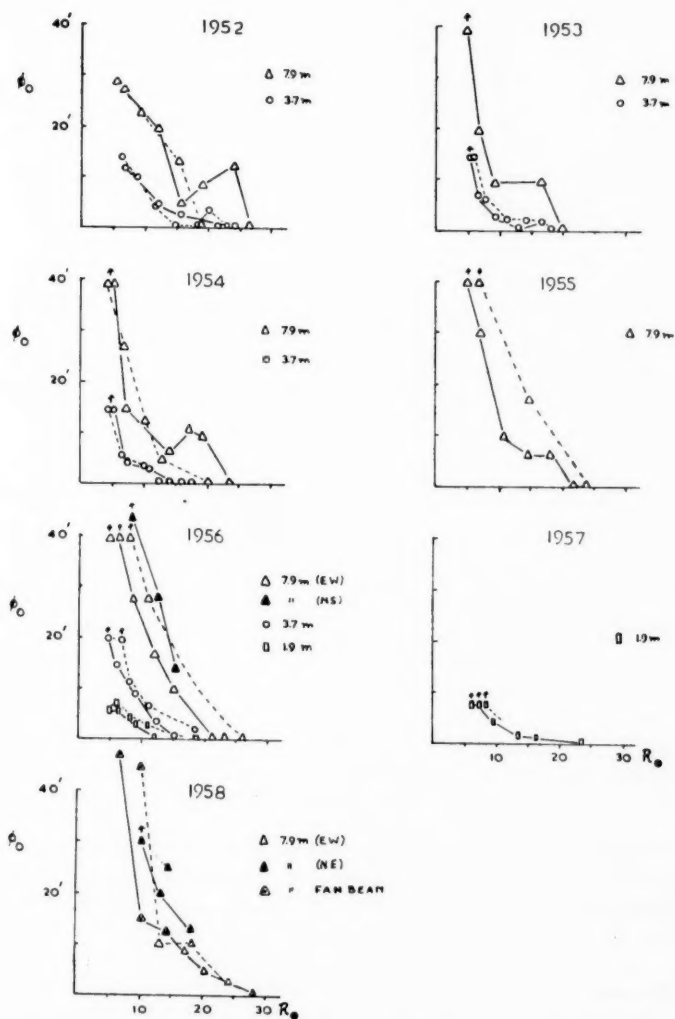 1952
40'
20'
ϕ₀
△ 7.9 m
○ 3.7 m
1953
△ 7.9 m
○ 3.7 m
1954
40'
20'
ϕ₀
△ 7.9 m
○ 3.7 m
1955
△ 7.9 m
1956
40'
20'
ϕ₀
△ 7.9 m (EW)
▲ " (NS)
○ 3.7 m
▯ 1.9 m
1957
▯ 1.9 m
10 20 30 R☉
1958
40'
20'
ϕ₀
△ 7.9 m (EW)
▲ " (NE)
" FAN BEAM
10 20 30 R☉